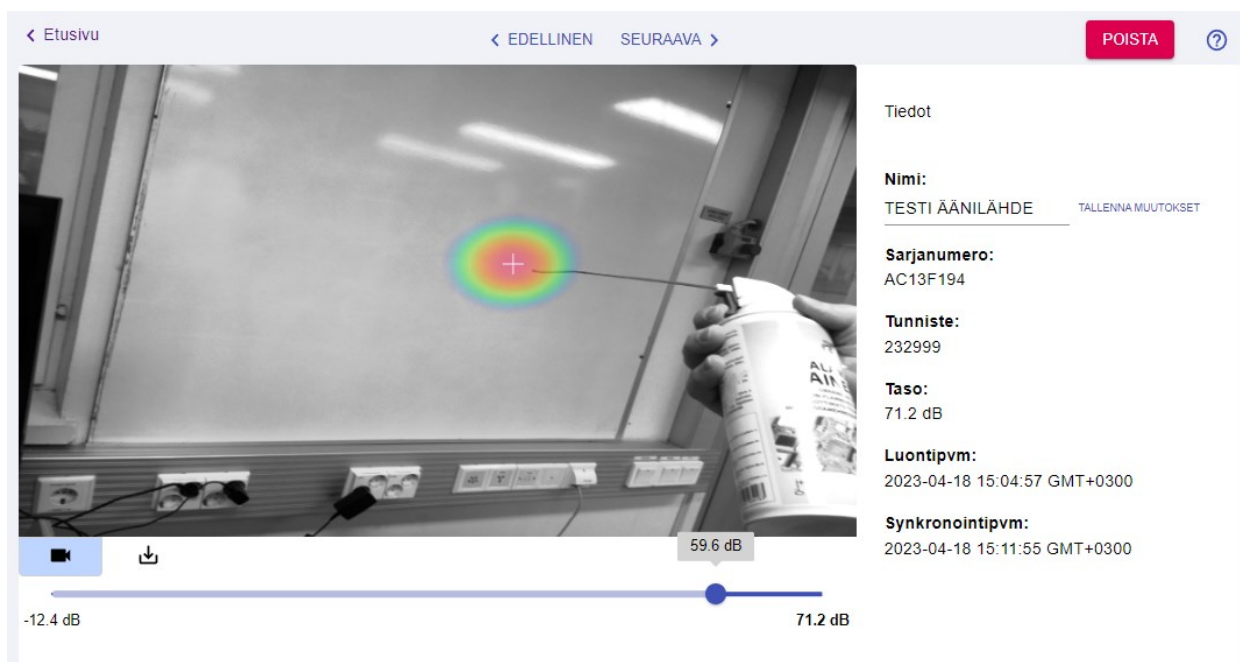 Etusivu
EDELLINEN SEURAAVA
POISTA
Tiedot
Nimi:
TESTI ÄÄNILÄHDE TALLENNA MUUTOKSET
Sarjanumero:
AC13F194
Tunniste:
232999
Taso:
71.2 dB
Luontipvm:
2023-04-18 15:04:57 GMT+0300
Synkronointipvm:
2023-04-18 15:11:55 GMT+0300
59.6 dB
-12.4 dB 71.2 dB